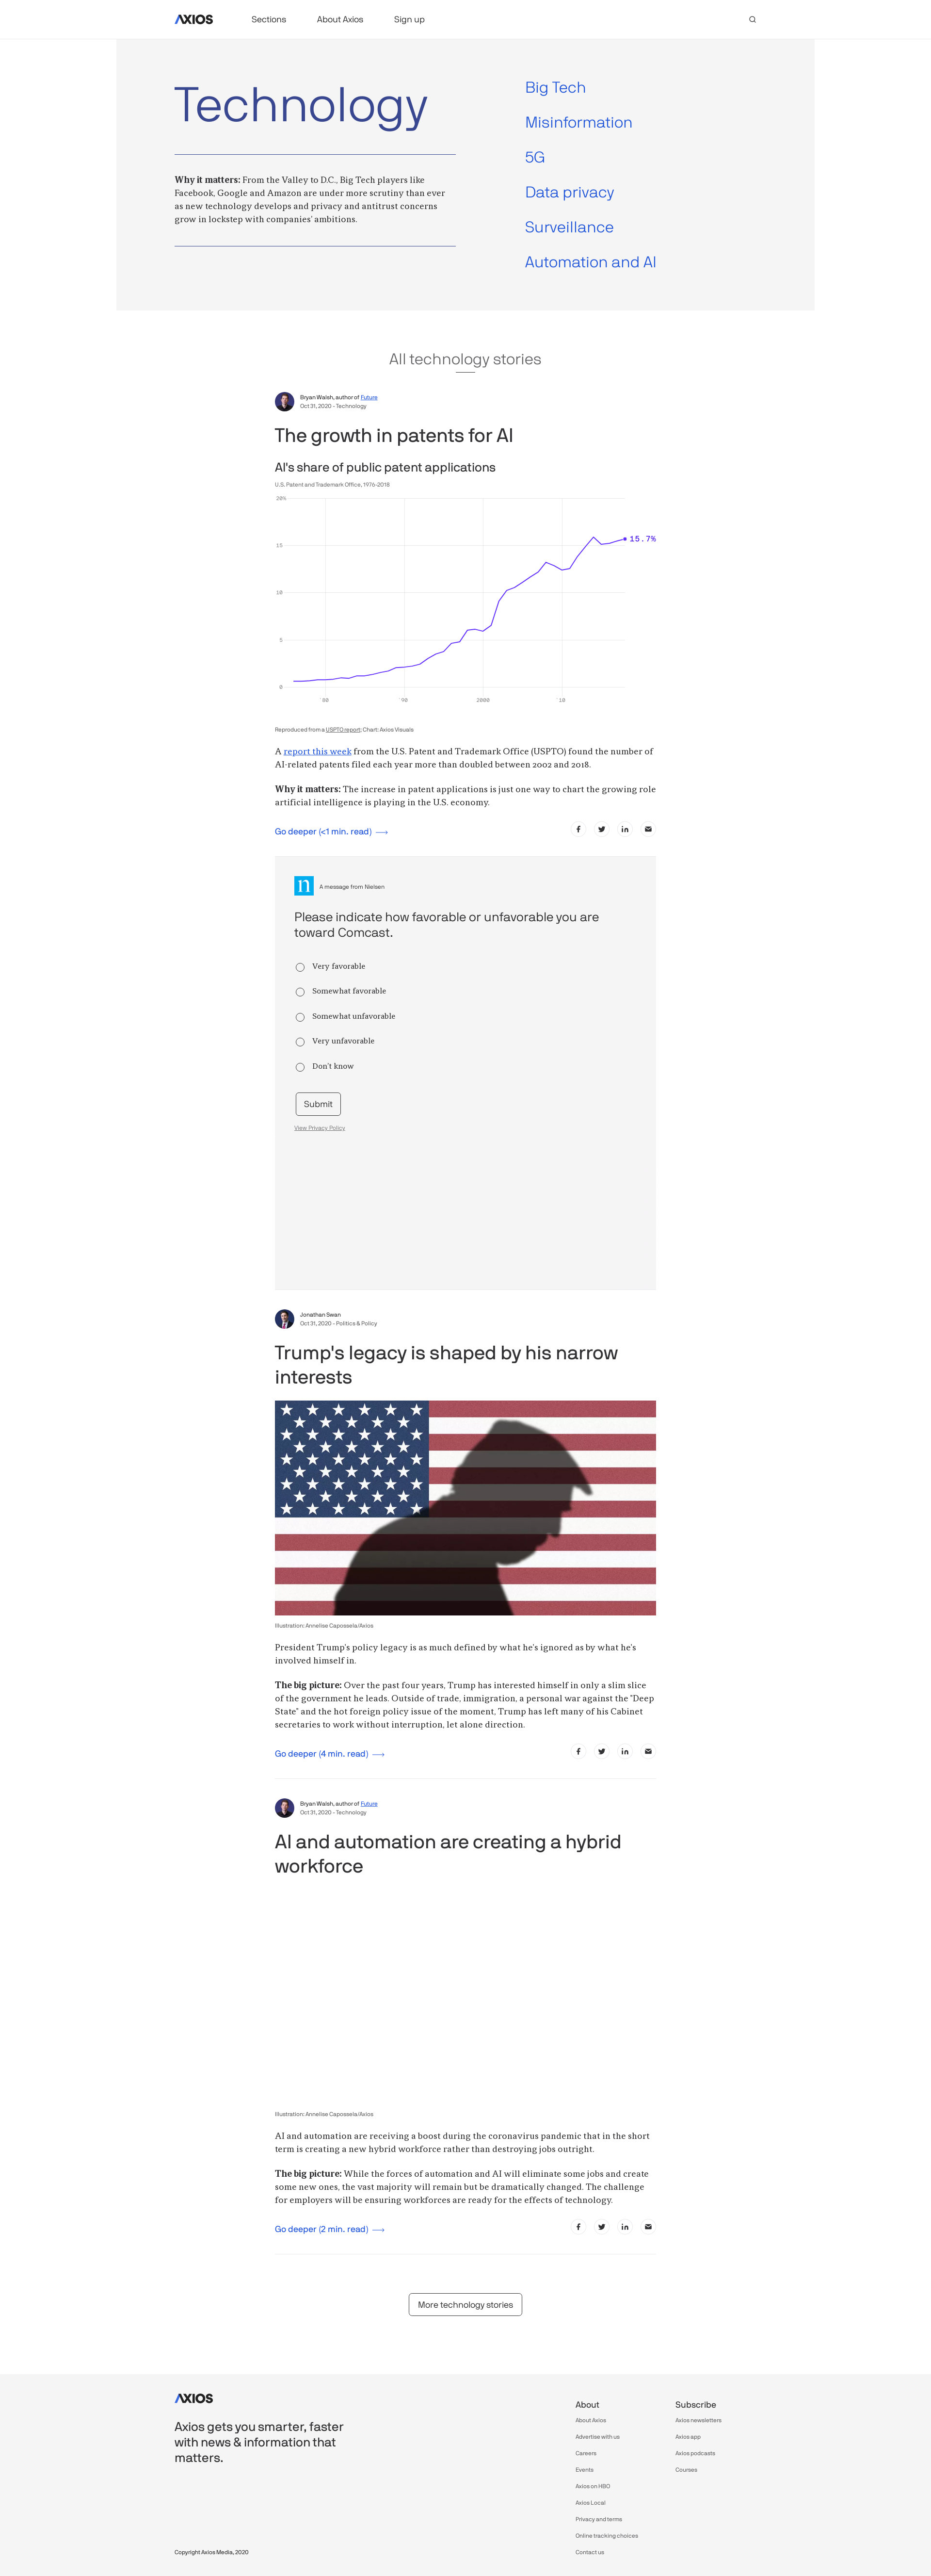 AXIOS
Sections
About Axios
Sign up
Technology
Why it matters: From the Valley to D.C., Big Tech players like
Facebook, Google and Amazon are under more scrutiny than ever
as new technology develops and privacy and antitrust concerns
grow in lockstep with companies' ambitions.
Big Tech
Misinformation
5G
Data privacy
Surveillance
Automation and AI
All technology stories
Bryan Walsh, author of Future
Oct 31, 2020 - Technology
The growth in patents for AI
AI's share of public patent applications
U.S. Patent and Trademark Office, 1976-2018
20%
15
10
5
0
15.7%
'80
'90
2000
'10
Reproduced from a USPTO report; Chart: Axios Visuals
A report this week from the U.S. Patent and Trademark Office (USPTO) found the number of
AI-related patents filed each year more than doubled between 2002 and 2018.
Why it matters: The increase in patent applications is just one way to chart the growing role
artificial intelligence is playing in the U.S. economy.
Go deeper (<1 min. read)
n
A message from Nielsen
Please indicate how favorable or unfavorable you are
toward Comcast.
Very favorable
Somewhat favorable
Somewhat unfavorable
Very unfavorable
Don't know
Submit
View Privacy Policy
Jonathan Swan
Oct 31, 2020 - Politics & Policy
Trump's legacy is shaped by his narrow
interests
Illustration: Annelise Capossela/Axios
President Trump's policy legacy is as much defined by what he's ignored as by what he's
involved himself in.
The big picture: Over the past four years, Trump has interested himself in only a slim slice
of the government he leads. Outside of trade, immigration, a personal war against the "Deep
State" and the hot foreign policy issue of the moment, Trump has left many of his Cabinet
secretaries to work without interruption, let alone direction.
Go deeper (4 min. read)
Bryan Walsh, author of Future
Oct 31, 2020 - Technology
AI and automation are creating a hybrid
workforce
Illustration: Annelise Capossela/Axios
AI and automation are receiving a boost during the coronavirus pandemic that in the short
term is creating a new hybrid workforce rather than destroying jobs outright.
The big picture: While the forces of automation and AI will eliminate some jobs and create
some new ones, the vast majority will remain but be dramatically changed. The challenge
for employers will be ensuring workforces are ready for the effects of technology.
Go deeper (2 min. read)
More technology stories
AXIOS
Axios gets you smarter, faster
with news & information that
matters.
Copyright Axios Media, 2020
About
About Axios
Advertise with us
Careers
Events
Axios on HBO
Axios Local
Privacy and terms
Online tracking choices
Contact us
Subscribe
Axios newsletters
Axios app
Axios podcasts
Courses